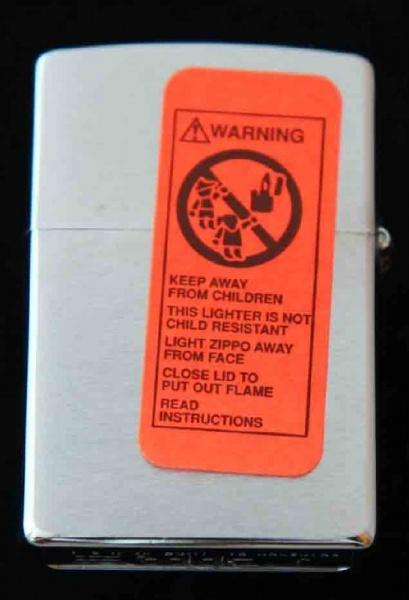 WARNING
KEEP AWAY
FROM CHILDREN
THIS LIGHTER IS NOT
CHILD RESISTANT
LIGHT ZIPPO AWAY
FROM FACE
CLOSE LID TO
PUT OUT FLAME
READ
INSTRUCTIONS